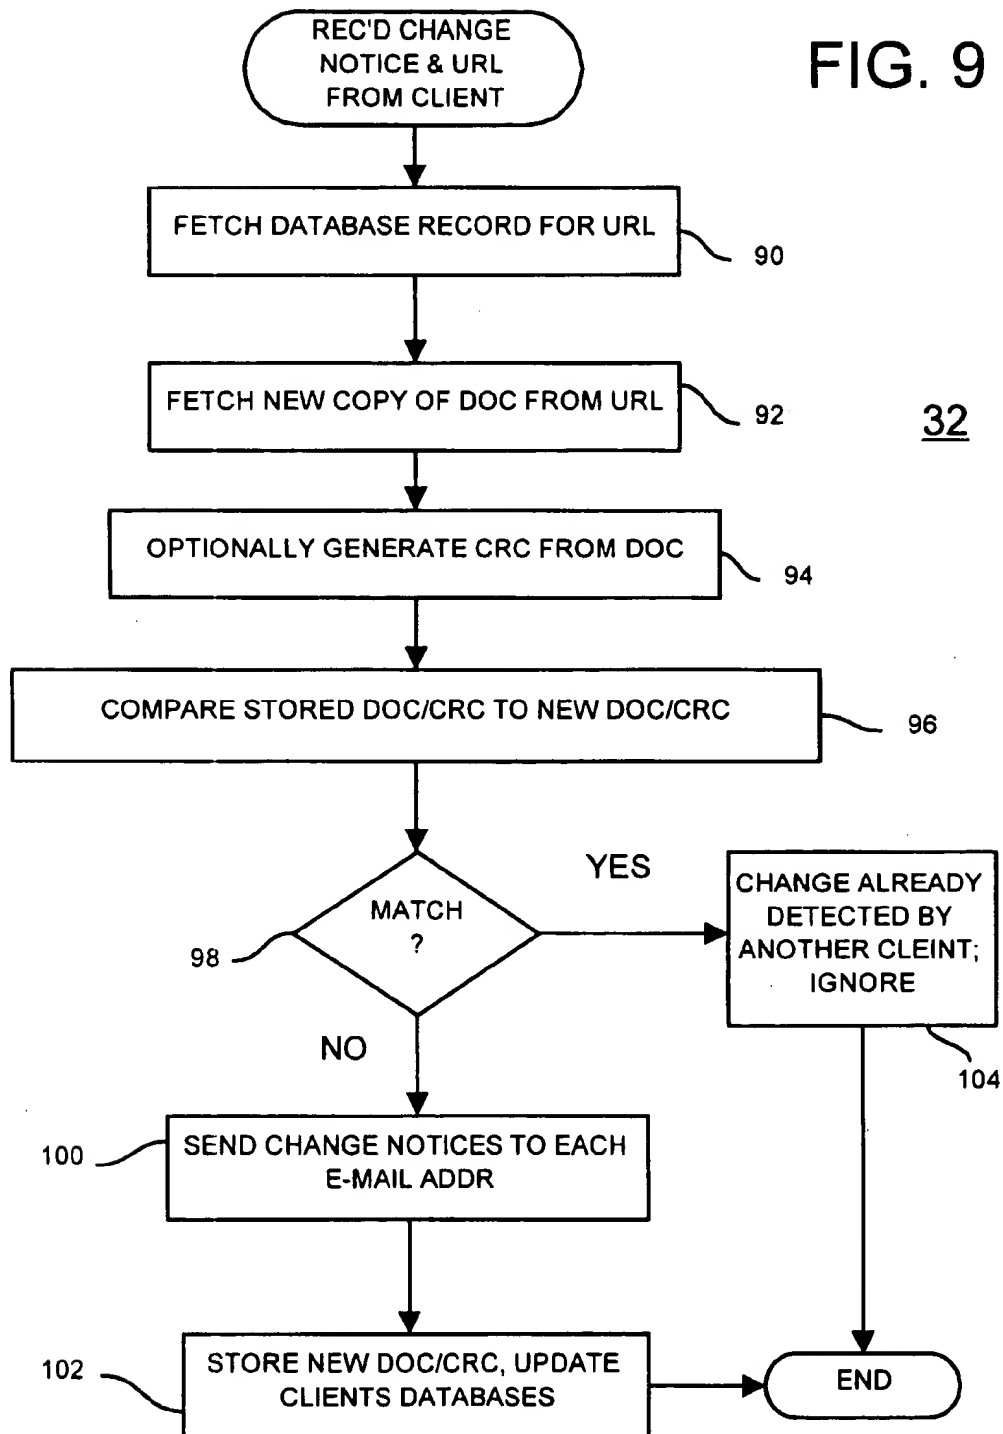 REC'D CHANGE
NOTICE & URL
FROM CLIENT
FIG. 9
FETCH DATABASE RECORD FOR URL
90
FETCH NEW COPY OF DOC FROM URL
92
32
OPTIONALLY GENERATE CRC FROM DOC
94
COMPARE STORED DOC/CRC TO NEW DOC/CRC
96
MATCH
?
98
YES
CHANGE ALREADY
DETECTED BY
ANOTHER CLEINT;
IGNORE
104
NO
100
SEND CHANGE NOTICES TO EACH
E-MAIL ADDR
102
STORE NEW DOC/CRC, UPDATE
CLIENTS DATABASES
END